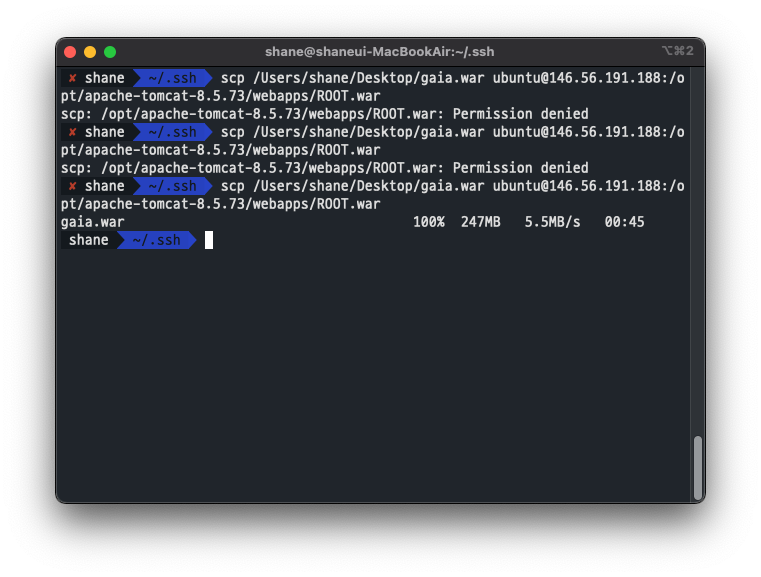 shane@shaneui-MacBookAir:~/.ssh
⌥⌘2
✘ shane ~/.ssh scp /Users/shane/Desktop/gaia.war ubuntu@146.56.191.188:/o
pt/apache-tomcat-8.5.73/webapps/ROOT.war
scp: /opt/apache-tomcat-8.5.73/webapps/ROOT.war: Permission denied
✘ shane ~/.ssh scp /Users/shane/Desktop/gaia.war ubuntu@146.56.191.188:/o
pt/apache-tomcat-8.5.73/webapps/ROOT.war
scp: /opt/apache-tomcat-8.5.73/webapps/ROOT.war: Permission denied
✘ shane ~/.ssh scp /Users/shane/Desktop/gaia.war ubuntu@146.56.191.188:/o
pt/apache-tomcat-8.5.73/webapps/ROOT.war
gaia.war 100% 247MB 5.5MB/s 00:45
shane ~/.ssh